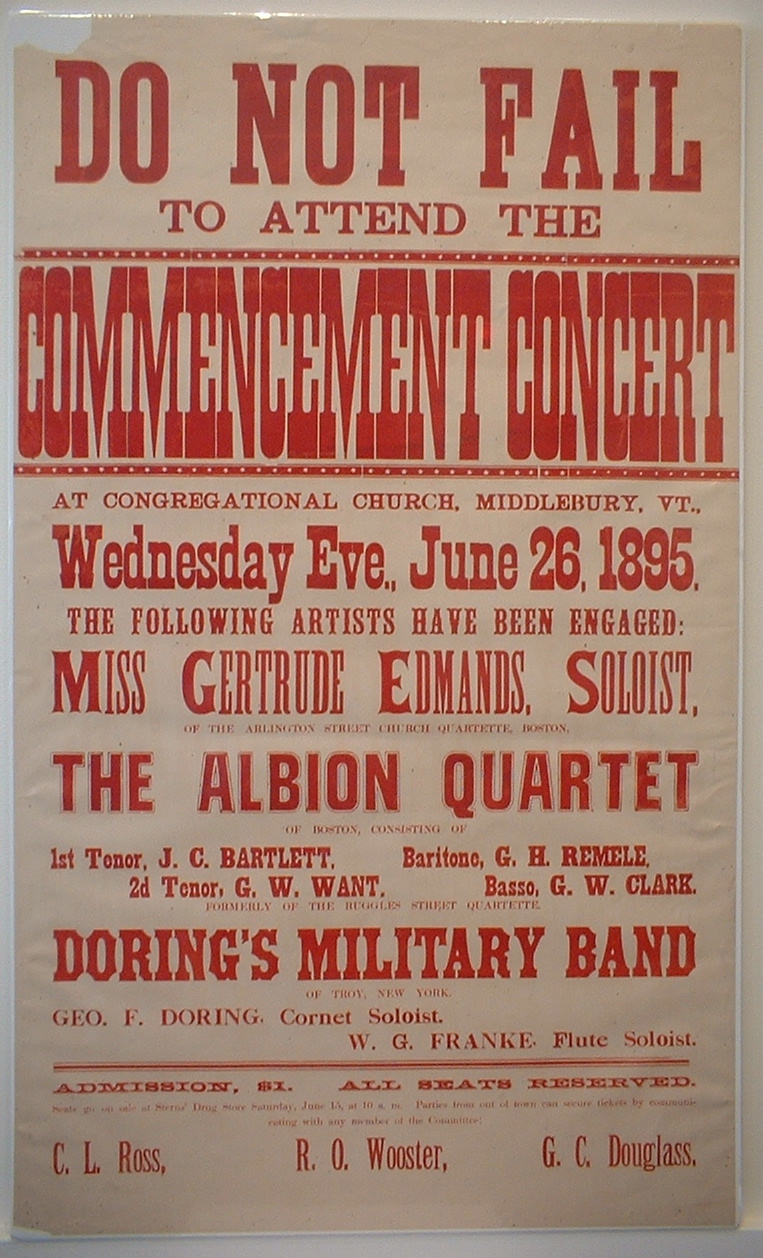 DO NOT FAIL
TO ATTEND THE
COMMENCEMENT CONCERT
AT CONGREGATIONAL CHURCH, MIDDLEBURY, VT.,
Wednesday Eve., June 26, 1895.
THE FOLLOWING ARTISTS HAVE BEEN ENGAGED:
MISS GERTRUDE EDMANDS, SOLOIST,
OF THE ARLINGTON STREET CHURCH QUARTETTE, BOSTON,
THE ALBION QUARTET
OF BOSTON, CONSISTING OF
1st Tenor, J. C. BARTLETT, Baritone, G. H. REMELE,
2d Tenor, G. W. WANT, Basso, G. W. CLARK.
FORMERLY OF THE RUGGLES STREET QUARTETTE.
DORING'S MILITARY BAND
OF TROY, NEW YORK.
GEO. F. DORING, Cornet Soloist.
W. G. FRANKE, Flute Soloist.
ADMISSION, $1. ALL SEATS RESERVED.
Seats go on sale at Sterns' Drug Store Saturday, June 15, at 10 a. m. Parties from out of town can secure tickets by communi-
cating with any member of the Committee:
C. L. Ross, R. O. Wooster, G. C. Douglass.